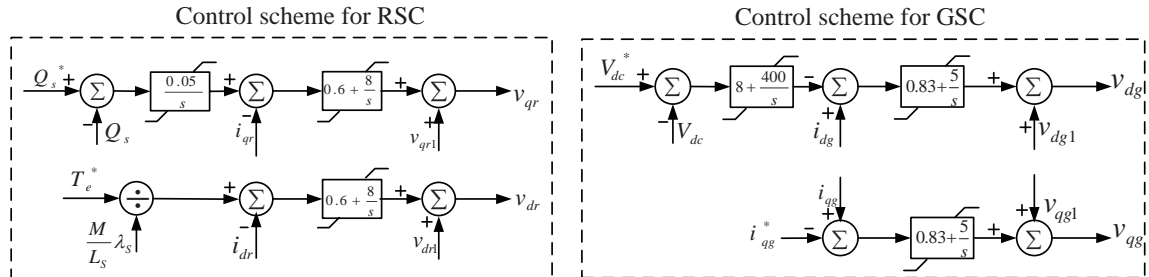 Control scheme for RSC
Q_s^* + Σ 0.05/s + Σ 0.6 + 8/s + Σ v_qr
- Q_s i_qr - v_qr1 +
T_e^* ÷ + Σ 0.6 + 8/s + Σ v_dr
M/L_S λ_S i_dr - v_dr1 +
Control scheme for GSC
V_dc^* + Σ 8 + 400/s - Σ 0.83 + 5/s + Σ v_dg
- V_dc i_dg + + v_dg1
i_qg + + v_qg1
i_qg^* - Σ 0.83 + 5/s + Σ v_qg